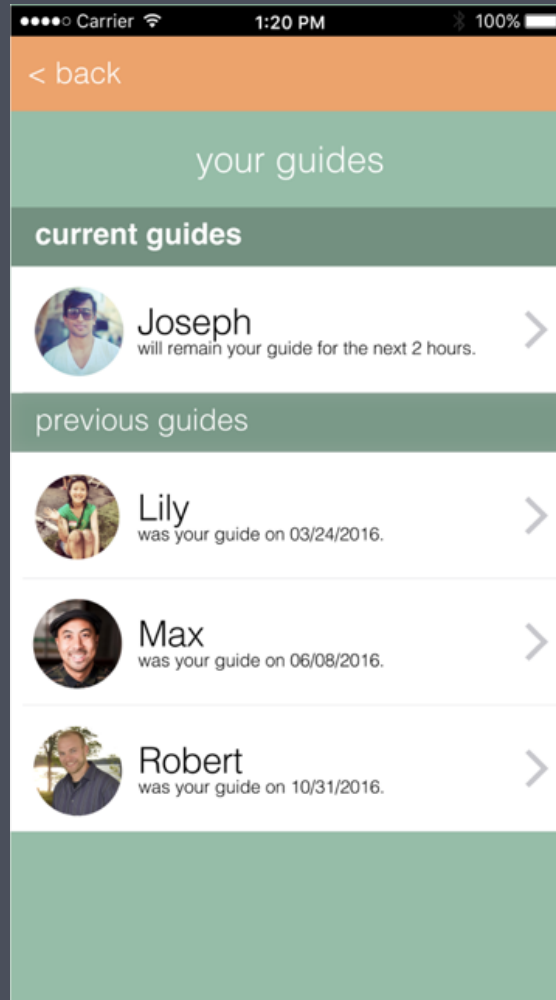 Carrier 1:20 PM 100%
< back
your guides
current guides
Joseph
will remain your guide for the next 2 hours.
previous guides
Lily
was your guide on 03/24/2016.
Max
was your guide on 06/08/2016.
Robert
was your guide on 10/31/2016.